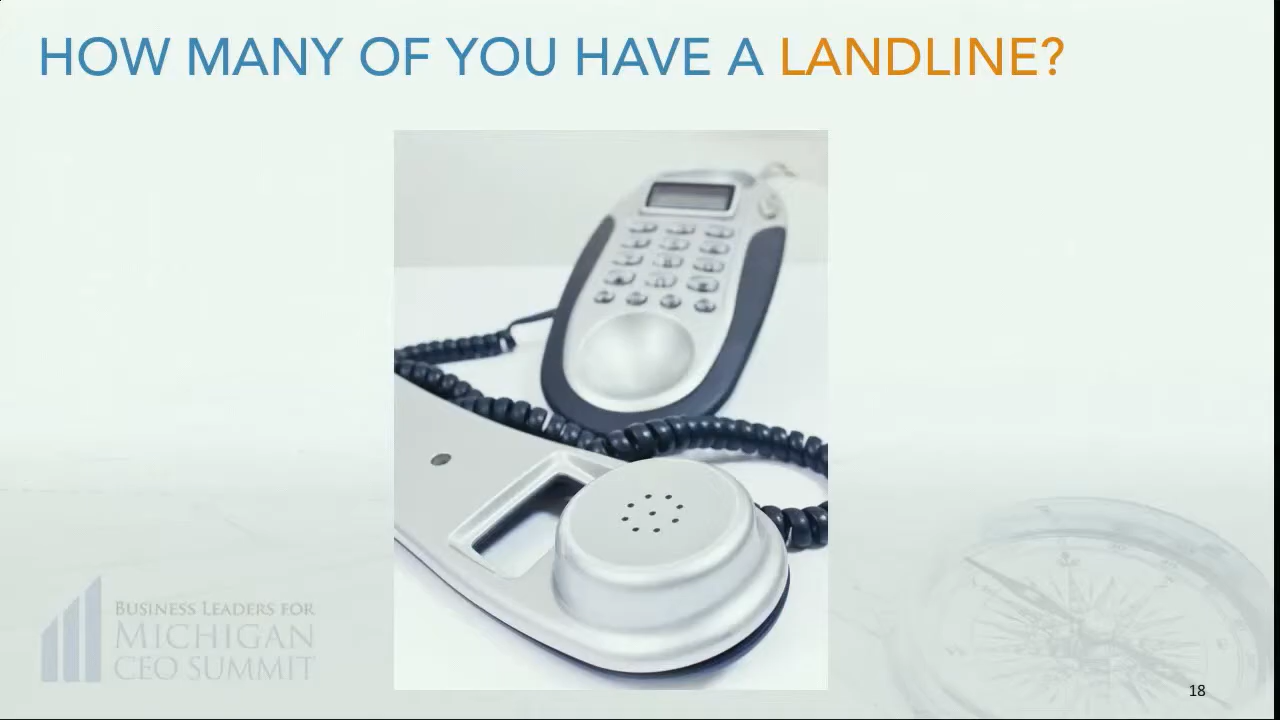 HOW MANY OF YOU HAVE A LANDLINE?
BUSINESS LEADERS FOR
MICHIGAN
CEO SUMMIT
18